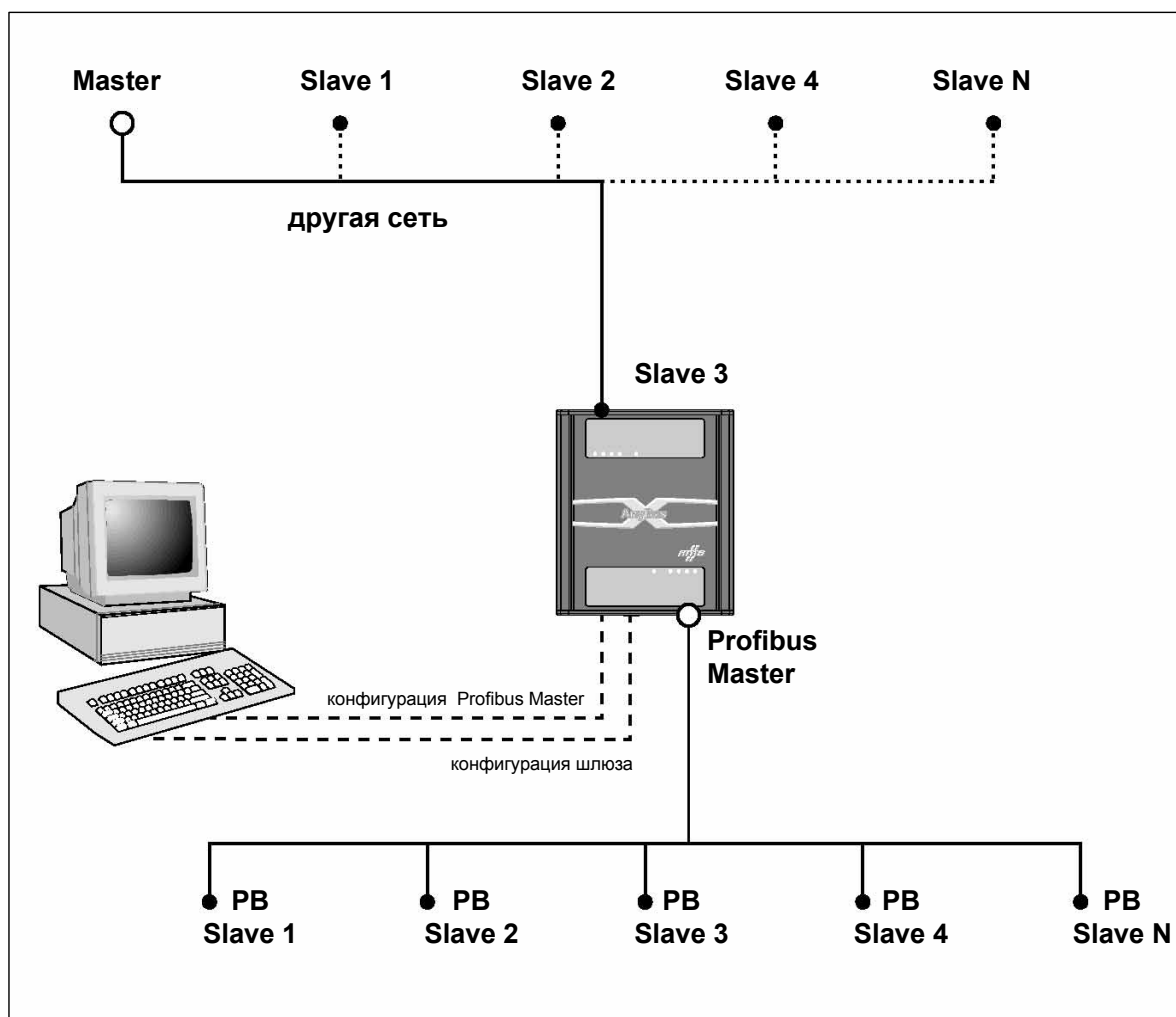 Master
Slave 1
Slave 2
Slave 4
Slave N
другая сеть
Slave 3
Profibus
Master
конфигурация Profibus Master
конфигурация шлюза
PB
Slave 1
PB
Slave 2
PB
Slave 3
PB
Slave 4
PB
Slave N